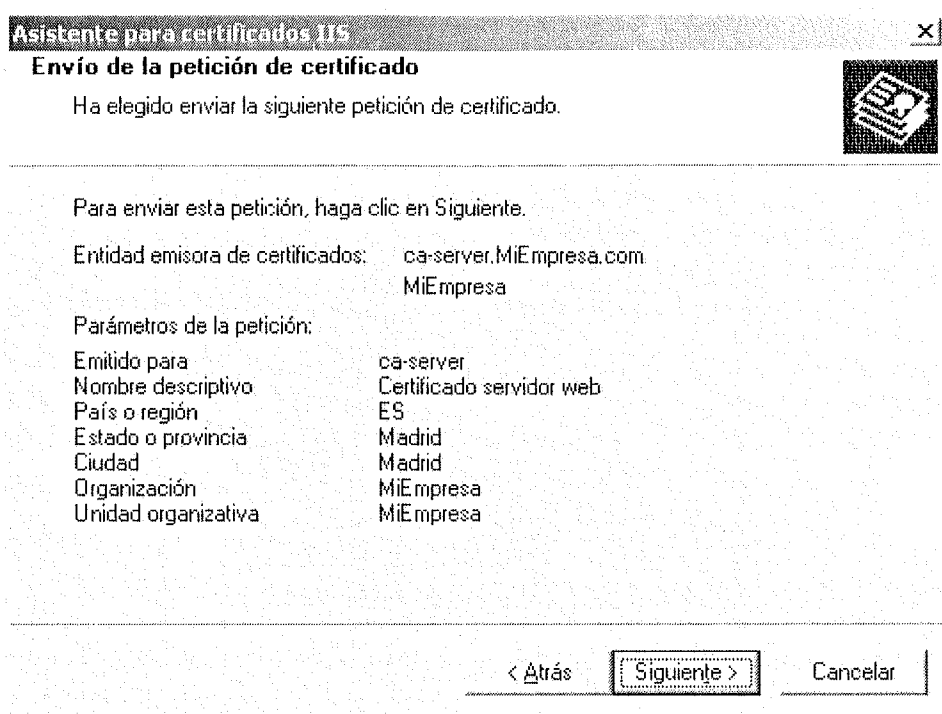 Asistente para certificados IIS
Envío de la petición de certificado
Ha elegido enviar la siguiente petición de certificado.
Para enviar esta petición, haga clic en Siguiente.
Entidad emisora de certificados: ca-server.MiEmpresa.com
MiEmpresa
Parámetros de la petición:
Emitido para ca-server
Nombre descriptivo Certificado servidor web
País o región ES
Estado o provincia Madrid
Ciudad Madrid
Organización MiEmpresa
Unidad organizativa MiEmpresa
< Atrás Siguiente > Cancelar